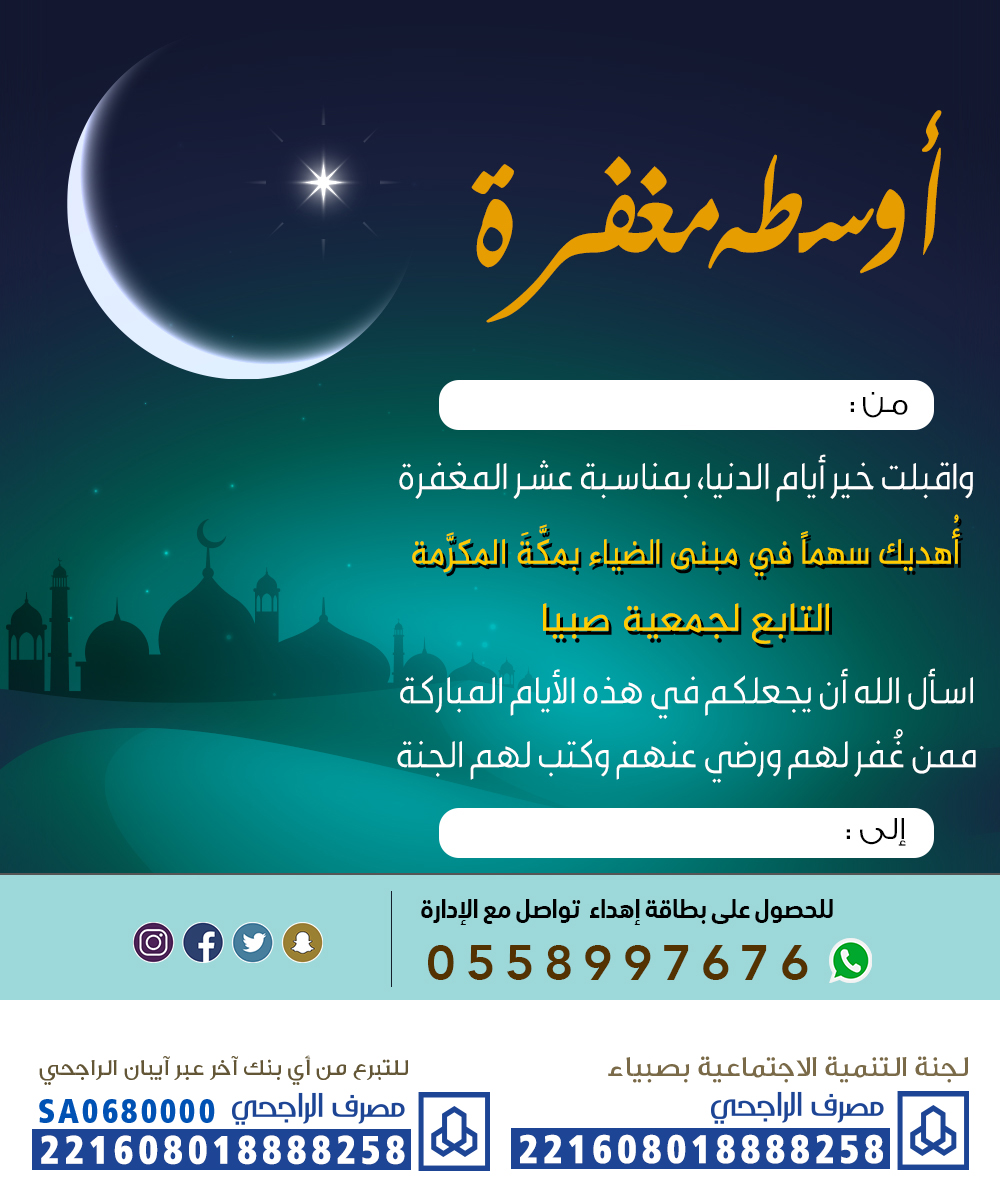 أوسطه مغفرة
من :
واقبلت خير أيام الدنيا، بمناسبة عشر المغفرة
أُهديك سهماً في مبنى الضياء بمكَّةَ المكرَّمة
التابع لجمعية صبيا
اسأل الله أن يجعلكم في هذه الأيام المباركة
ممن غُفر لهم ورضي عنهم وكتب لهم الجنة
إلى :
للحصول على بطاقة إهداء تواصل مع الإدارة
0558997676
لجنة التنمية الاجتماعية بصبياء
مصرف الراجحي
221608018888258
للتبرع من أي بنك آخر عبر آيبان الراجحي
مصرف الراجحي SA0680000
221608018888258